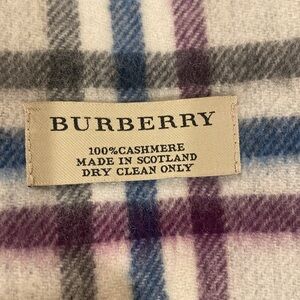 BURBERRY
100%CASHMERE
MADE IN SCOTLAND
DRY CLEAN ONLY